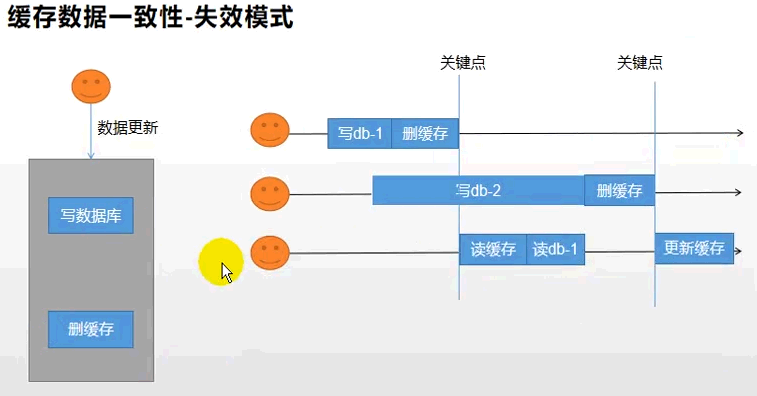 缓存数据一致性-失效模式
数据更新
写数据库
删缓存
关键点
关键点
写db-1
删缓存
写db-2
删缓存
读缓存
读db-1
更新缓存